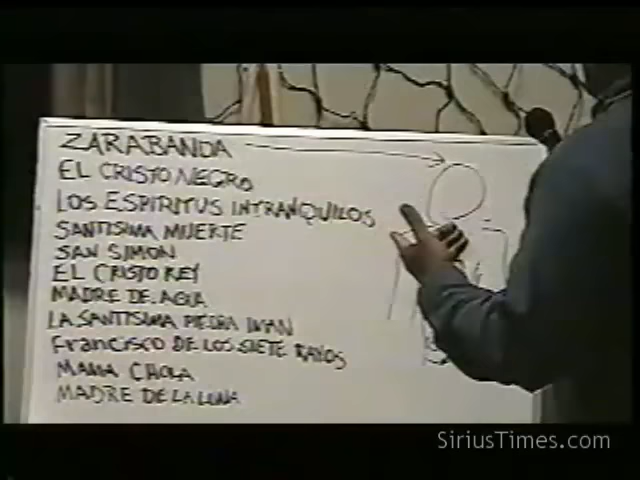 ZARABANDA
EL CRISTO NEGRO
LOS ESPIRITUS INTRANQUILOS
SANTISIMA MUERTE
SAN SIMON
EL CRISTO REY
MADRE DE AGUA
LA SANTISIMA PIEDRA IMAN
Francisco DE LOS SIETE RAYOS
MAMA CHOLA
MADRE DE LA LUNA
SiriusTimes.com